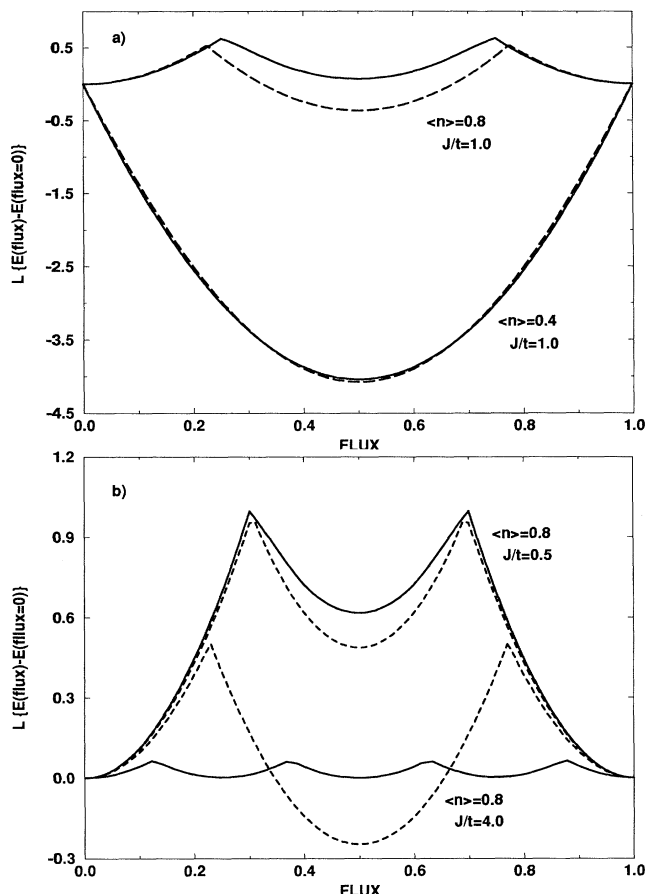 a)
0.5
-0.5
-1.5
-2.5
-3.5
-4.5
L {E(flux)-E(flux=0)}
<n>=0.8
J/t=1.0
<n>=0.4
J/t=1.0
0.0 0.2 0.4 0.6 0.8 1.0
FLUX
b)
1.2
0.9
0.6
0.3
0.0
-0.3
L {E(flux)-E(fllux=0)}
<n>=0.8
J/t=0.5
<n>=0.8
J/t=4.0
0.0 0.2 0.4 0.6 0.8 1.0
FLUX